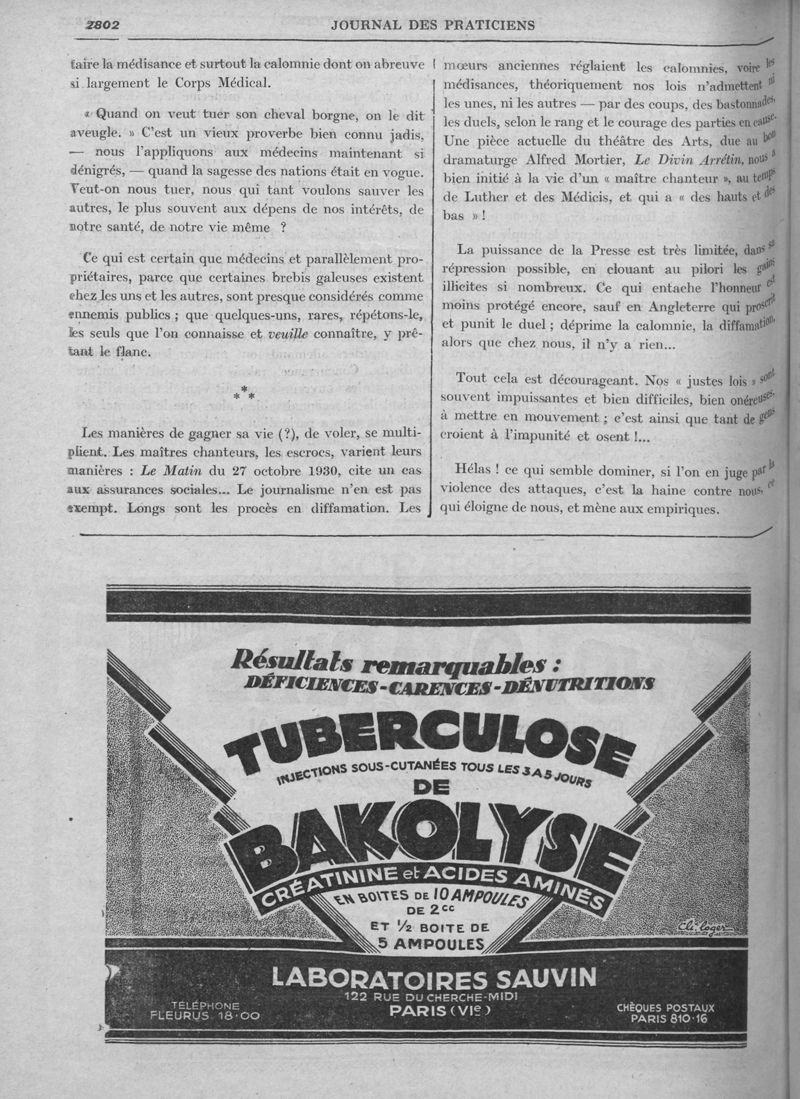 2802
JOURNAL DES PRATICIENS
taire la médisance et surtout la calomnie dont on abreuve
si largement le Corps Médical.
« Quand on veut tuer son cheval borgne, on le dit
aveugle. » C'est un vieux proverbe bien connu jadis,
— nous l'appliquons aux médecins maintenant si
dénigrés, — quand la sagesse des nations était en vogue.
Veut-on nous tuer, nous qui tant voulons sauver les
autres, le plus souvent aux dépens de nos intérêts, de
notre santé, de notre vie même ?
Ce qui est certain que médecins et parallèlement pro-
priétaires, parce que certaines brebis galeuses existent
chez les uns et les autres, sont presque considérés comme
ennemis publics ; que quelques-uns, rares, répétons-le,
les seuls que l'on connaisse et veuille connaître, y prê-
tant le flanc.
* * *
Les manières de gagner sa vie (?), de voler, se multi-
plient. Les maîtres chanteurs, les escrocs, varient leurs
manières : Le Matin du 27 octobre 1930, cite un cas
aux assurances sociales... Le journalisme n'en est pas
exempt. Longs sont les procès en diffamation. Les
mœurs anciennes réglaient les calomnies, voire les
médisances, théoriquement nos lois n'admettent ni
les unes, ni les autres — par des coups, des bastonnades,
les duels, selon le rang et le courage des parties en cause.
Une pièce actuelle du théâtre des Arts, due au bon
dramaturge Alfred Mortier, Le Divin Arrétin, nous a
bien initié à la vie d'un « maître chanteur », au temps
de Luther et des Médicis, et qui a « des hauts et des
bas » !
La puissance de la Presse est très limitée, dans sa
répression possible, en clouant au pilori les gains
illicites si nombreux. Ce qui entache l'honneur est
moins protégé encore, sauf en Angleterre qui proscrit
et punit le duel ; déprime la calomnie, la diffamation,
alors que chez nous, il n'y a rien...
Tout cela est décourageant. Nos « justes lois » sont
souvent impuissantes et bien difficiles, bien onéreuses,
à mettre en mouvement ; c'est ainsi que tant de gens
croient à l'impunité et osent !...
Hélas ! ce qui semble dominer, si l'on en juge par la
violence des attaques, c'est la haine contre nous, ce
qui éloigne de nous, et mène aux empiriques.
Résultats remarquables :
DÉFICIENCES-CARENCES-DÉNUTRITIONS
TUBERCULOSE
INJECTIONS SOUS-CUTANÉES TOUS LES 3 A 5 JOURS
DE
BAKOLYSE
CRÉATININE et ACIDES AMINÉS
EN BOITES DE 10 AMPOULES
DE 2cc
ET ½ BOITE DE
5 AMPOULES
Ch. Loger
LABORATOIRES SAUVIN
122 RUE DU CHERCHE-MIDI
PARIS (VIe)
TÉLÉPHONE
FLEURUS 18·00
CHÈQUES POSTAUX
PARIS 810·16